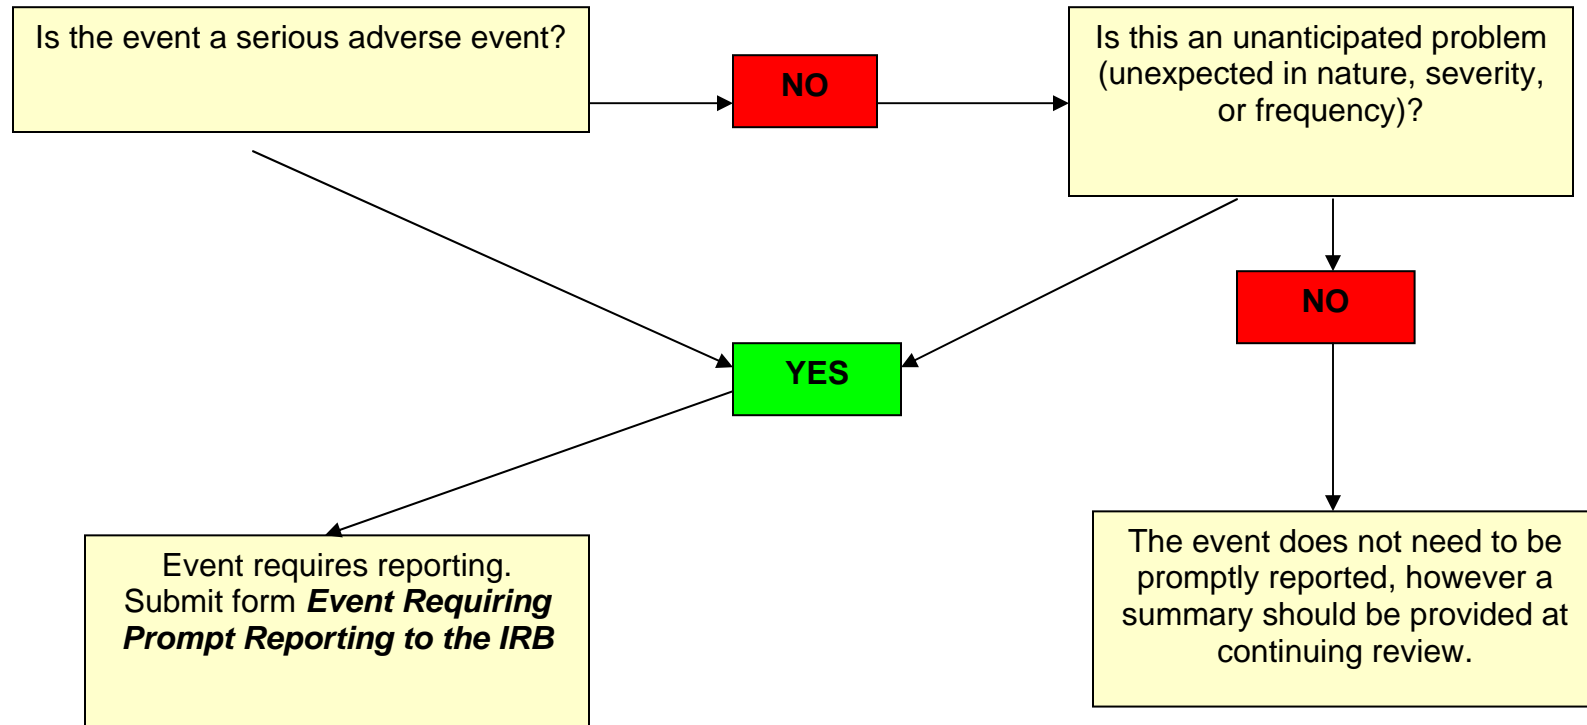 Is the event a serious adverse event?
NO
Is this an unanticipated problem
(unexpected in nature, severity,
or frequency)?
NO
YES
Event requires reporting.
Submit form Event Requiring
Prompt Reporting to the IRB
The event does not need to be
promptly reported, however a
summary should be provided at
continuing review.